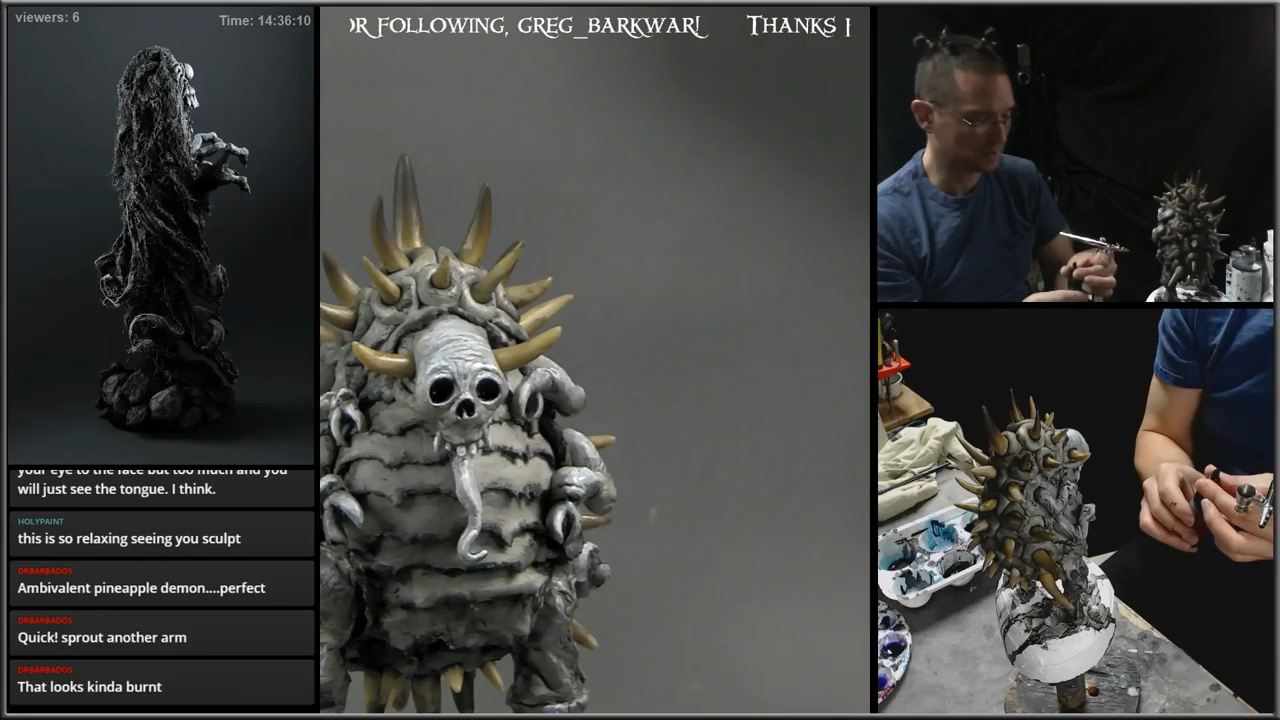 viewers: 6
Time: 14:36:10
OR FOLLOWING, GREG_BARKWAR! THANKS
your eye to the face but too much and you
will just see the tongue. I think.
HOLYPAINT
this is so relaxing seeing you sculpt
DRBARBADOS
Ambivalent pineapple demon....perfect
DRBARBADOS
Quick! sprout another arm
DRBARBADOS
That looks kinda burnt